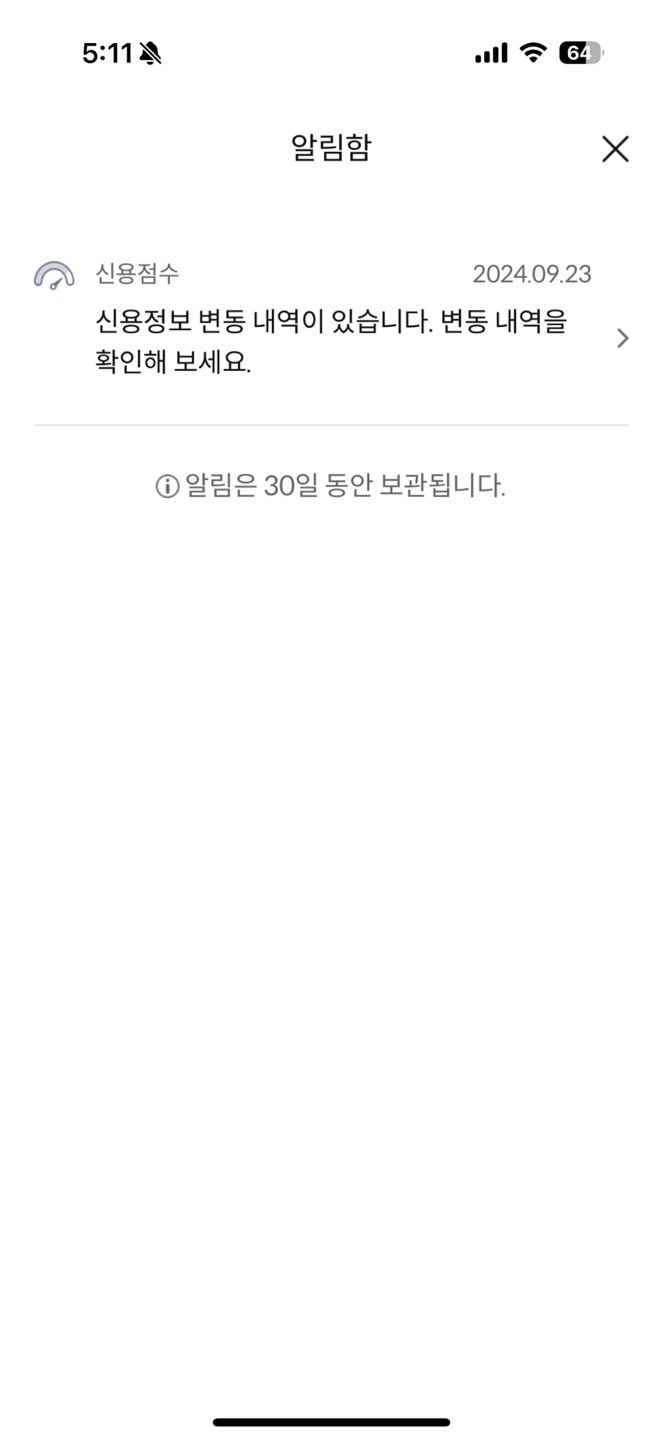 5:11
64
알림함
신용점수
2024.09.23
신용정보 변동 내역이 있습니다. 변동 내역을
확인해 보세요.
알림은 30일 동안 보관됩니다.